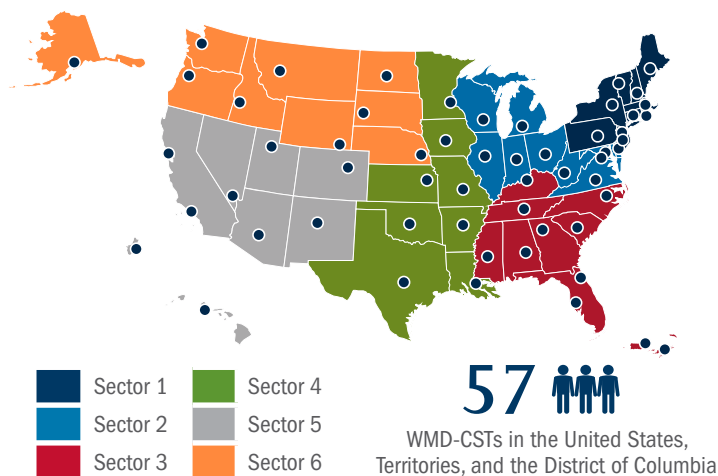 Sector 1
Sector 2
Sector 3
Sector 4
Sector 5
Sector 6
57
WMD-CSTs in the United States,
Territories, and the District of Columbia